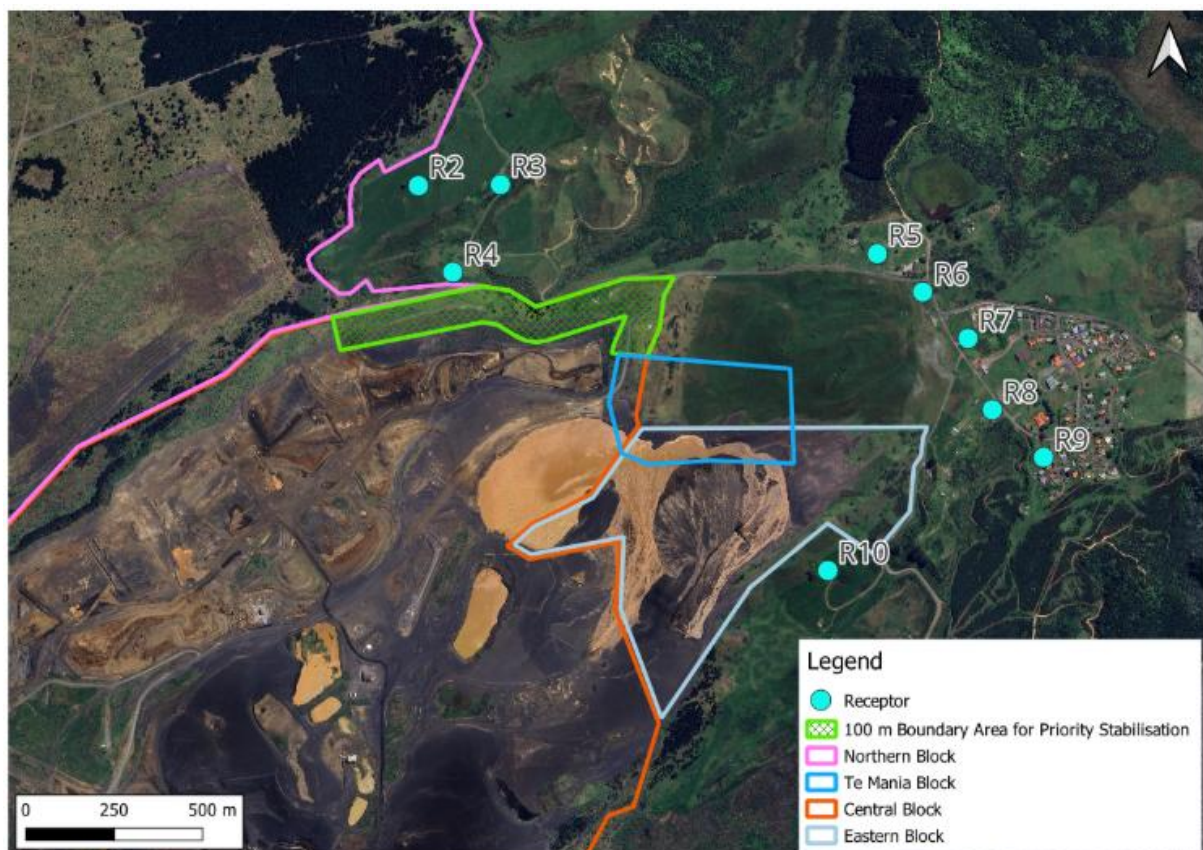 R2
R3
R4
R5
R6
R7
R8
R9
R10
0 250 500 m
Legend
Receptor
100 m Boundary Area for Priority Stabilisation
Northern Block
Te Mania Block
Central Block
Eastern Block